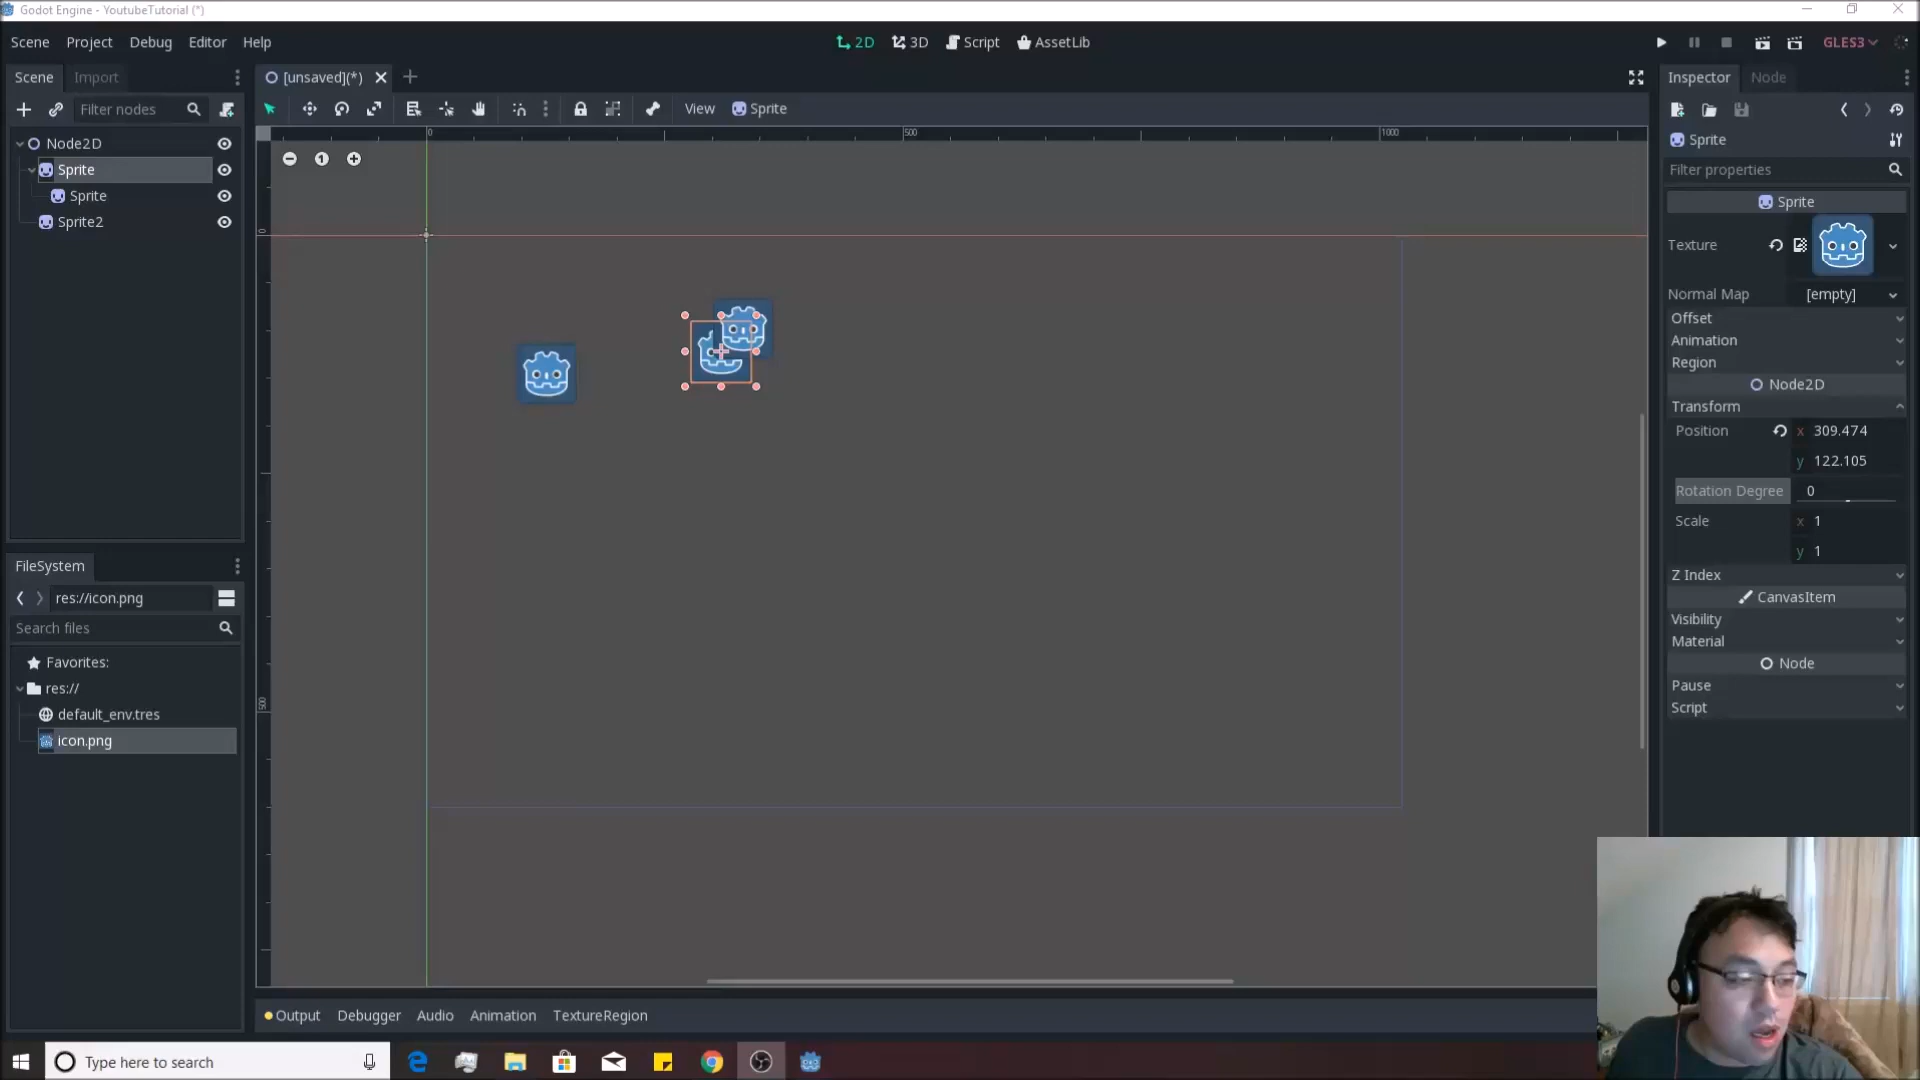 Godot Engine - YoutubeTutorial (*)
Scene Project Debug Editor Help
2D 3D Script AssetLib
GLES3
Scene Import
[unsaved](*)
Inspector Node
Filter nodes
View Sprite
Node2D
Sprite
Sprite
Sprite2
0 500 1000
0
500
1
Sprite
Filter properties
Sprite
Texture
Normal Map [empty]
Offset
Animation
Region
Node2D
Transform
Position x 309.474
y 122.105
Rotation Degree 0
Scale x 1
y 1
Z Index
CanvasItem
Visibility
Material
Node
Pause
Script
FileSystem
res://icon.png
Search files
Favorites:
res://
default_env.tres
icon.png
Output Debugger Audio Animation TextureRegion
Type here to search